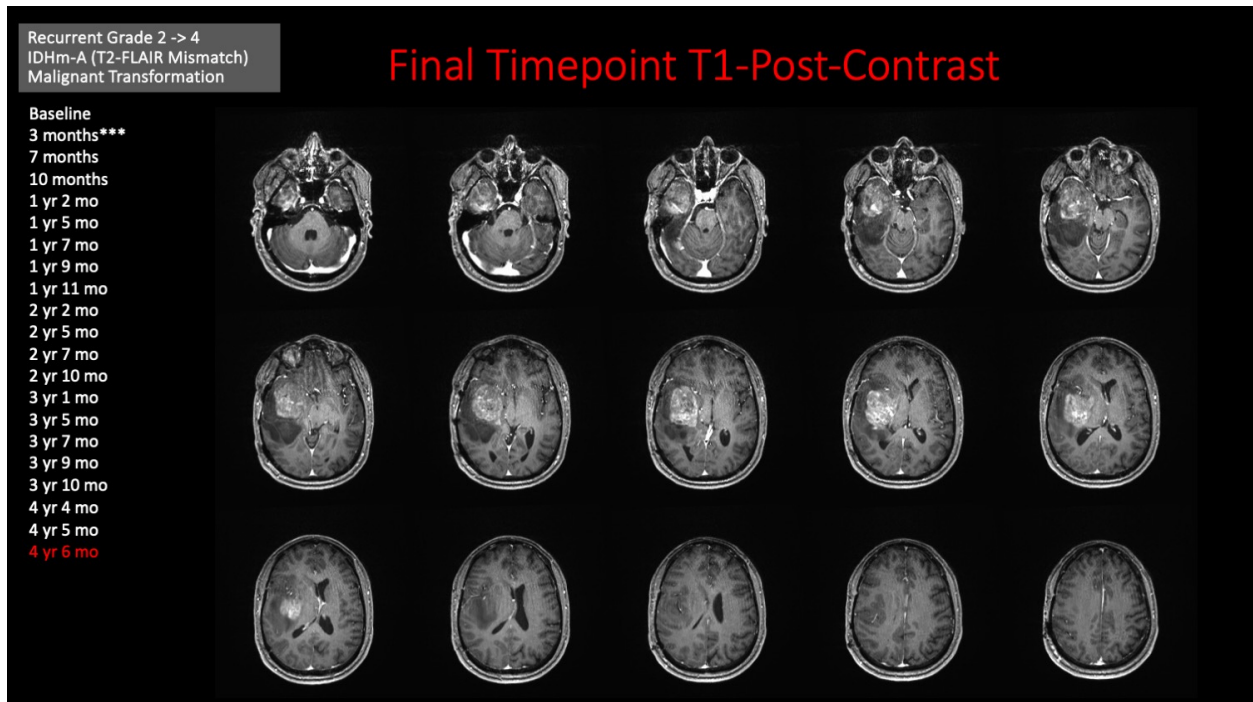 Recurrent Grade 2 -> 4
IDHm-A (T2-FLAIR Mismatch)
Malignant Transformation
Final Timepoint T1-Post-Contrast
Baseline
3 months***
7 months
10 months
1 yr 2 mo
1 yr 5 mo
1 yr 7 mo
1 yr 9 mo
1 yr 11 mo
2 yr 2 mo
2 yr 5 mo
2 yr 7 mo
2 yr 10 mo
3 yr 1 mo
3 yr 5 mo
3 yr 7 mo
3 yr 9 mo
3 yr 10 mo
4 yr 4 mo
4 yr 5 mo
4 yr 6 mo